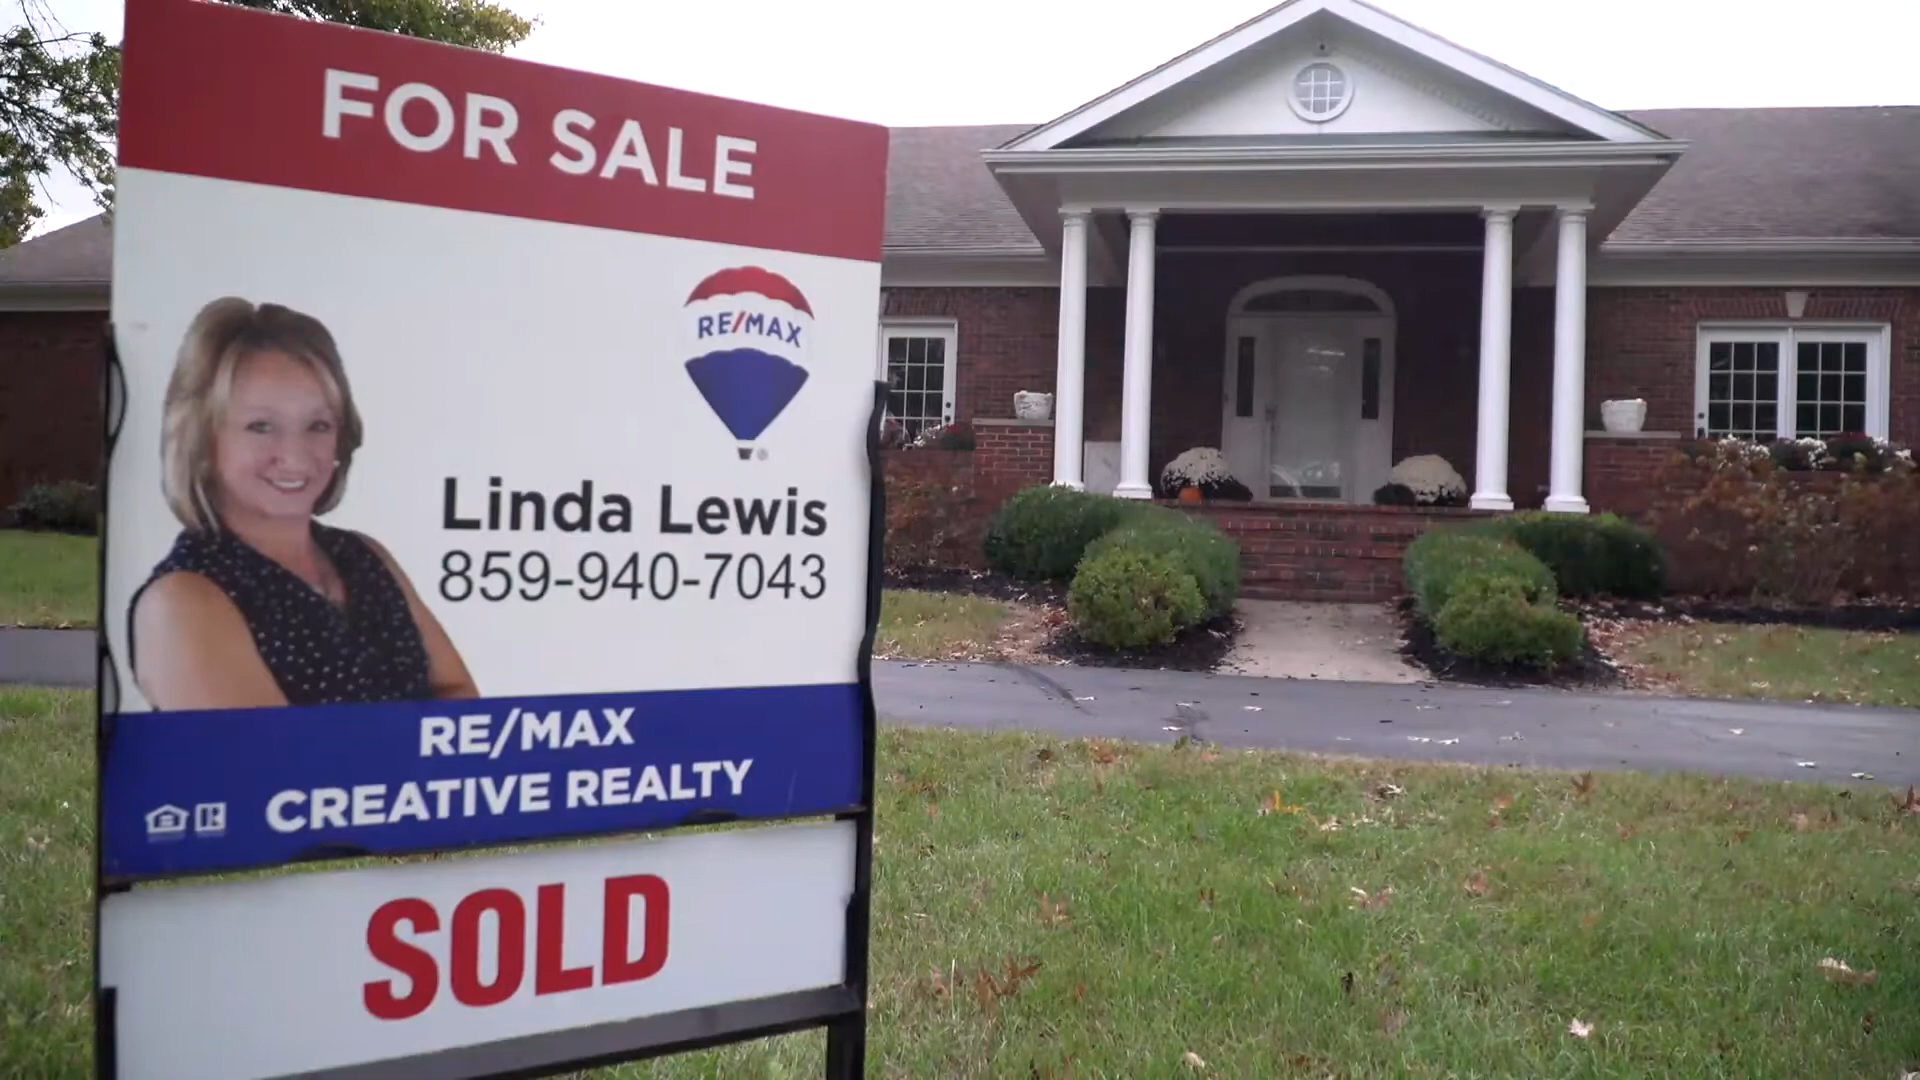 FOR SALE
RE/MAX
Linda Lewis
859-940-7043
RE/MAX
CREATIVE REALTY
SOLD